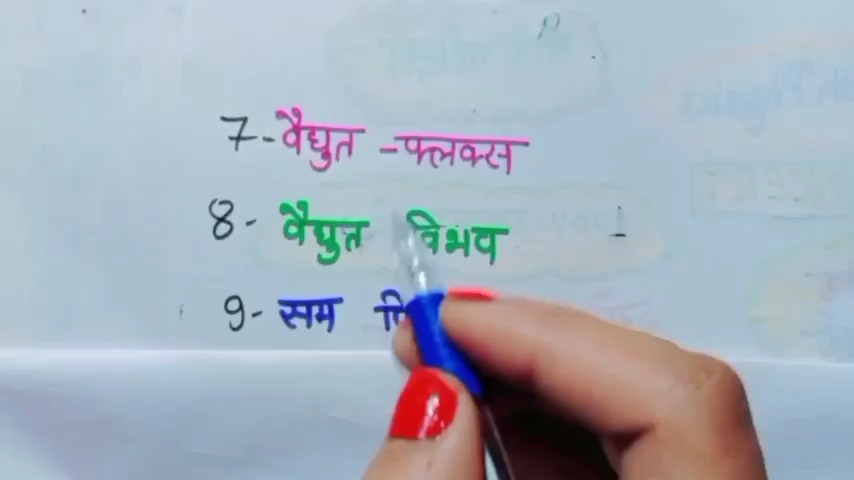 7- वैद्युत -फ्लक्स
8- वैद्युत विभव
9- सम